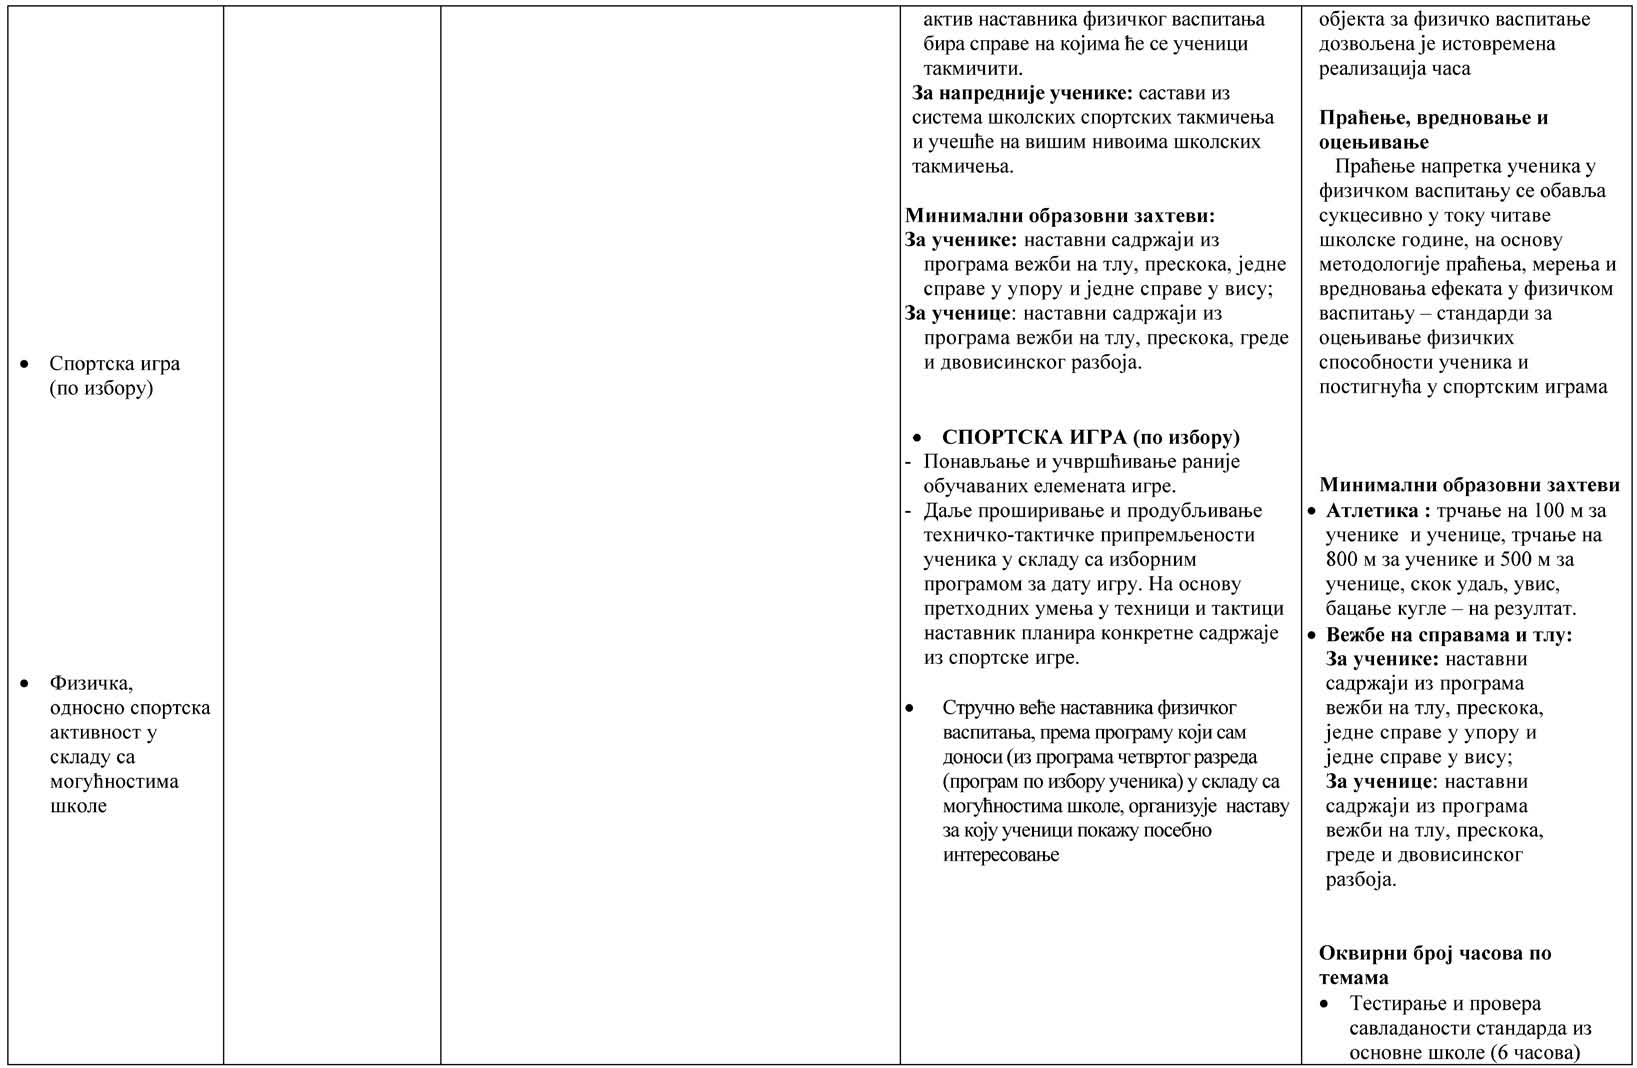 Спортска игра
(по избору)
Физичка,
односно спортска
активност у
складу са
могућностима
школе
актив наставника физичког васпитања
бира справе на којима ће се ученици
такмичити.
За напредније ученике: састави из
система школских спортских такмичења
и учешће на вишим нивоима школских
такмичења.
Минимални образовни захтеви:
За ученике: наставни садржаји из
програма вежби на тлу, прескока, једне
справе у упору и једне справе у вису;
За ученице: наставни садржаји из
програма вежби на тлу, прескока, греде
и двовисинског разбоја.
• СПОРТСКА ИГРА (по избору)
- Понављање и учвршћивање раније
обучаваних елемената игре.
- Даље проширивање и продубљивање
техничко-тактичке припремљености
ученика у складу са изборним
програмом за дату игру. На основу
претходних умења у техници и тактици
наставник планира конкретне садржаје
из спортске игре.
• Стручно веће наставника физичког
васпитања, према програму који сам
доноси (из програма четвртог разреда
(програм по избору ученика) у складу са
могућностима школе, организује наставу
за коју ученици покажу посебно
интересовање
објекта за физичко васпитање
дозвољена је истовремена
реализација часа
Праћење, вредновање и
оцењивање
Праћење напретка ученика у
физичком васпитању се обавља
сукцесивно у току читаве
школске године, на основу
методологије праћења, мерења и
вредновања ефеката у физичком
васпитању – стандарди за
оцењивање физичких
способности ученика и
постигнућа у спортским играма
Минимални образовни захтеви
• Атлетика : трчање на 100 м за
ученике и ученице, трчање на
800 м за ученике и 500 м за
ученице, скок удаљ, увис,
бацање кугле – на резултат.
• Вежбе на справама и тлу:
За ученике: наставни
садржаји из програма
вежби на тлу, прескока,
једне справе у упору и
једне справе у вису;
За ученице: наставни
садржаји из програма
вежби на тлу, прескока,
греде и двовисинског
разбоја.
Оквирни број часова по
темама
• Тестирање и провера
савладаности стандарда из
основне школе (6 часова)